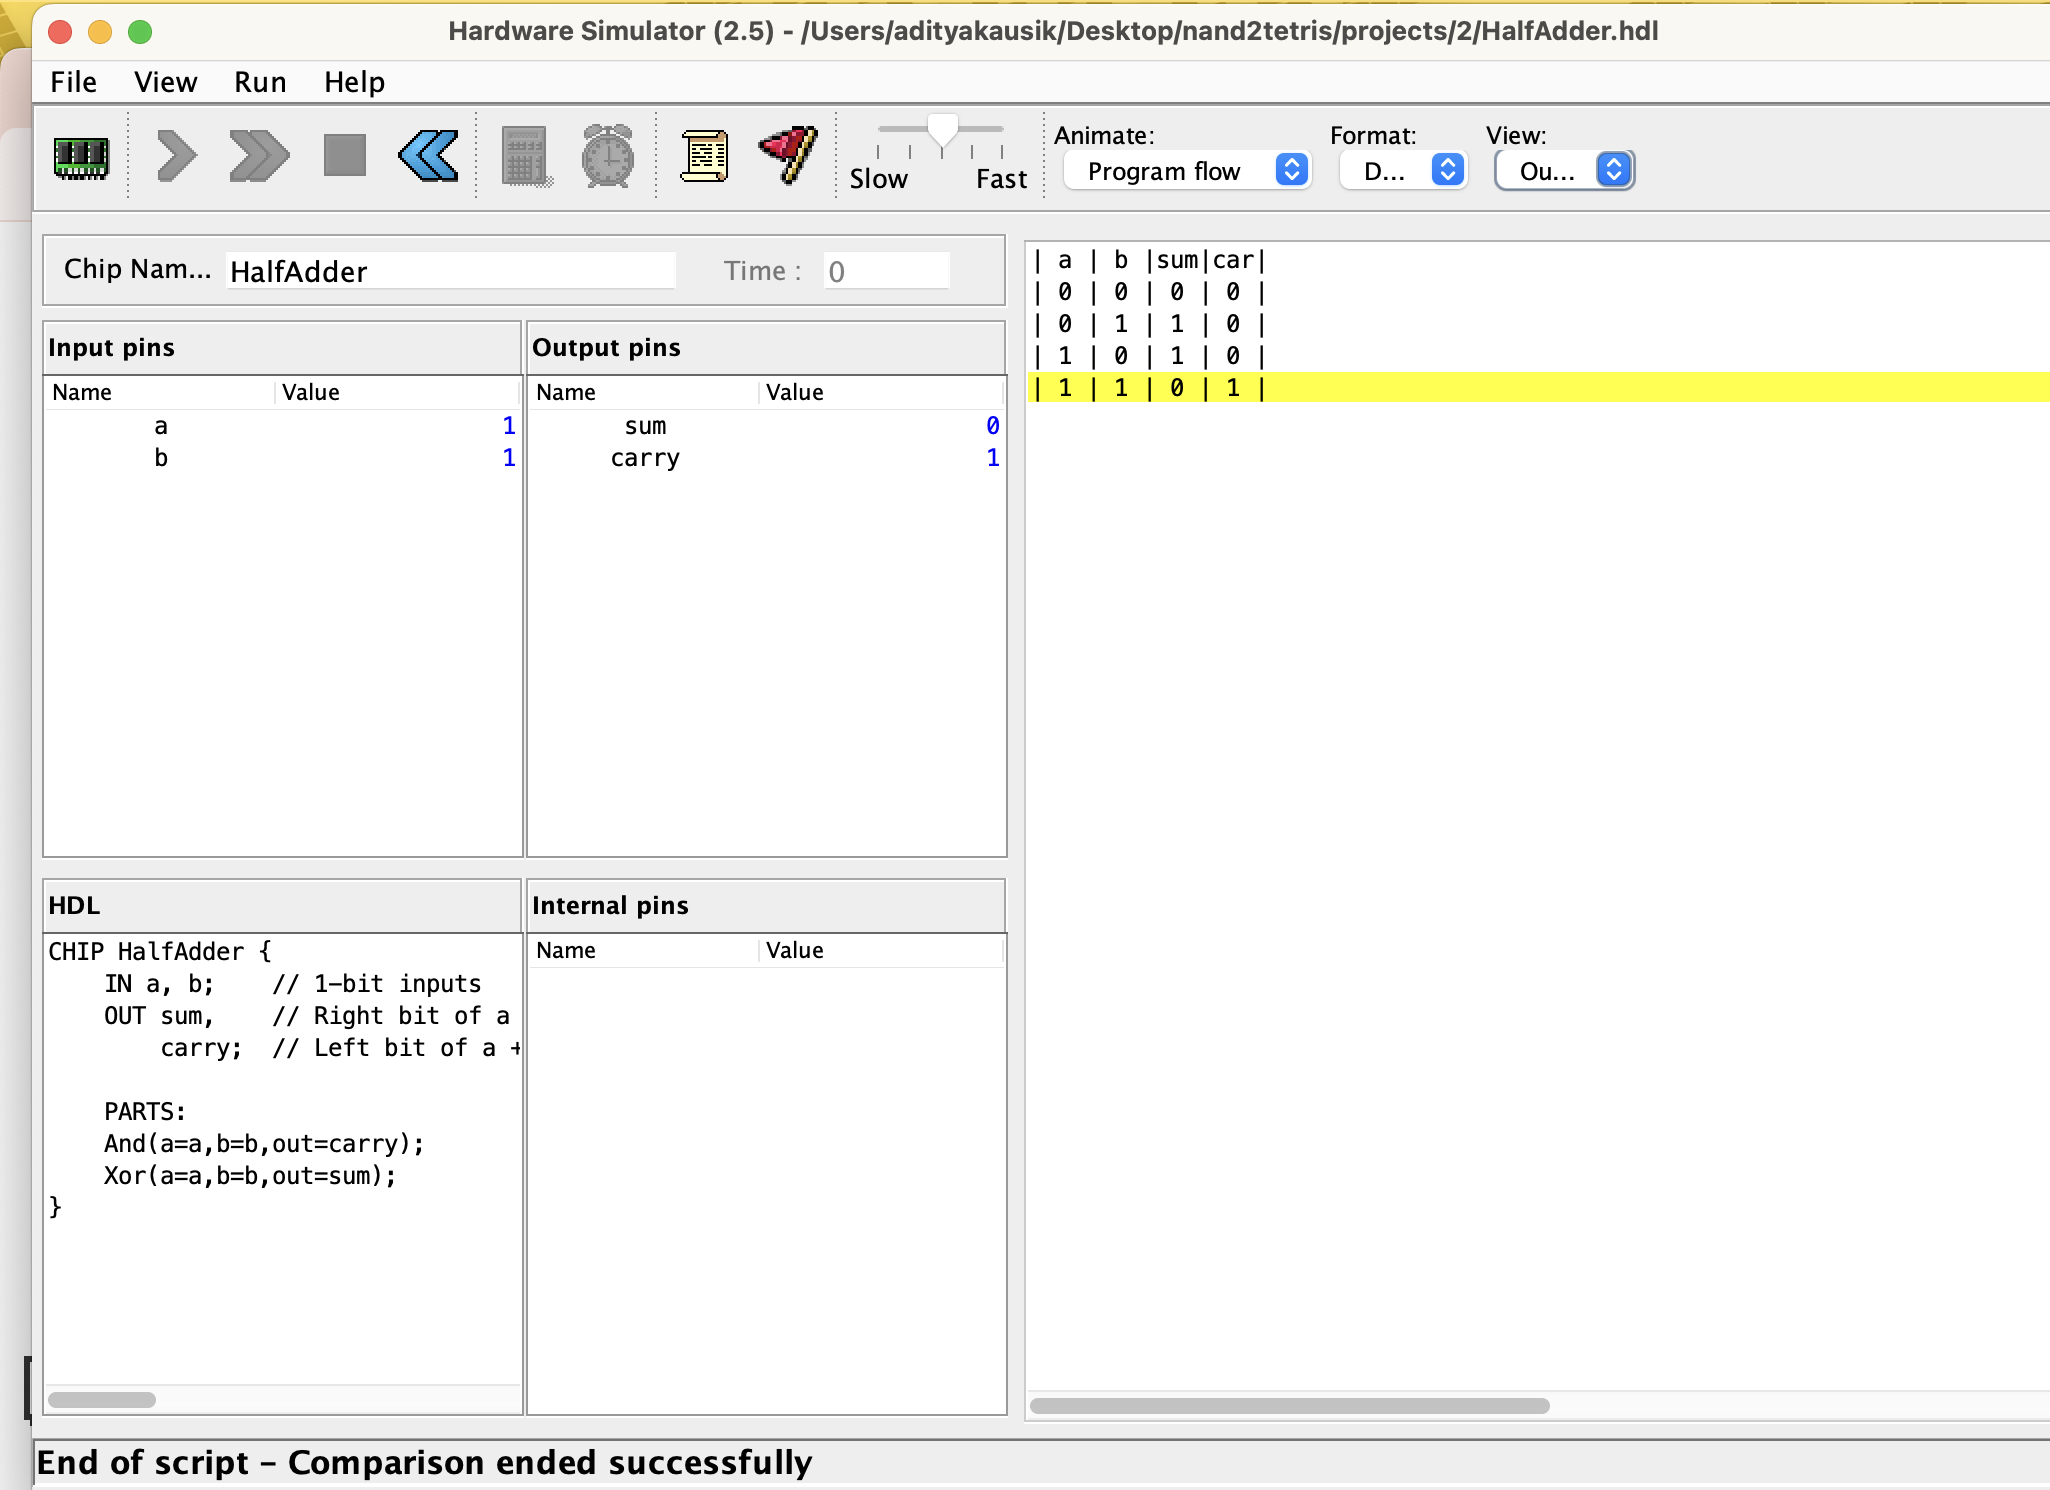 Hardware Simulator (2.5) - /Users/adityakausik/Desktop/nand2tetris/projects/2/HalfAdder.hdl
File View Run Help
Animate: Format: View:
Slow Fast Program flow D... Ou...
Chip Nam... HalfAdder Time : 0
Input pins
Name Value
a 1
b 1
Output pins
Name Value
sum 0
carry 1
HDL
CHIP HalfAdder {
    IN a, b;    // 1-bit inputs
    OUT sum,    // Right bit of a
        carry;  // Left bit of a +
    PARTS:
    And(a=a,b=b,out=carry);
    Xor(a=a,b=b,out=sum);
}
Internal pins
Name Value
| a | b |sum|car|
| 0 | 0 | 0 | 0 |
| 0 | 1 | 1 | 0 |
| 1 | 0 | 1 | 0 |
| 1 | 1 | 0 | 1 |
End of script - Comparison ended successfully